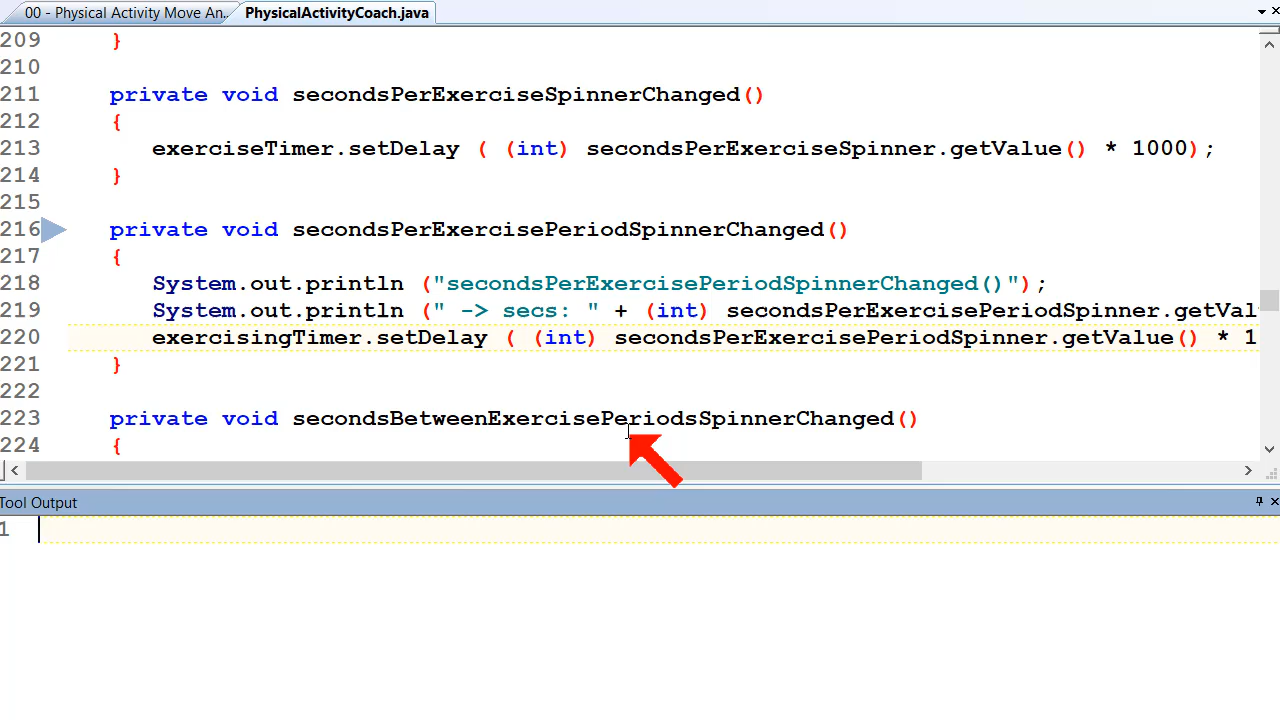 00 - Physical Activity Move An... PhysicalActivityCoach.java
209 }
210
211 private void secondsPerExerciseSpinnerChanged()
212 {
213 exerciseTimer.setDelay ( (int) secondsPerExerciseSpinner.getValue() * 1000);
214 }
215
216 private void secondsPerExercisePeriodSpinnerChanged()
217 {
218 System.out.println ("secondsPerExercisePeriodSpinnerChanged()");
219 System.out.println (" -> secs: " + (int) secondsPerExercisePeriodSpinner.getVal
220 exercisingTimer.setDelay ( (int) secondsPerExercisePeriodSpinner.getValue() * 1
221 }
222
223 private void secondsBetweenExercisePeriodsSpinnerChanged()
224 {
Tool Output
1